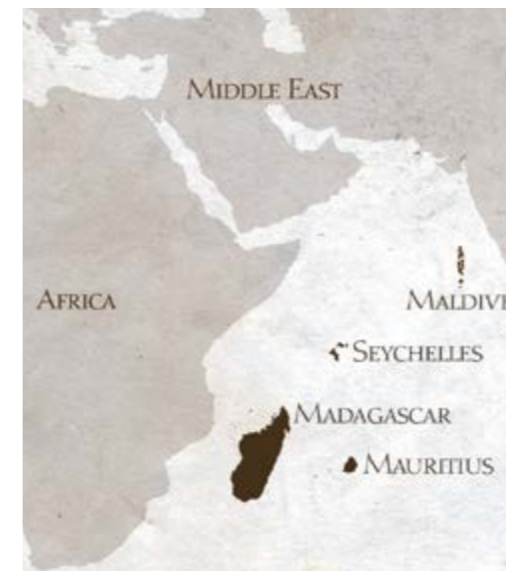 MIDDLE EAST
AFRICA
MALDIVE
SEYCHELLES
MADAGASCAR
MAURITIUS